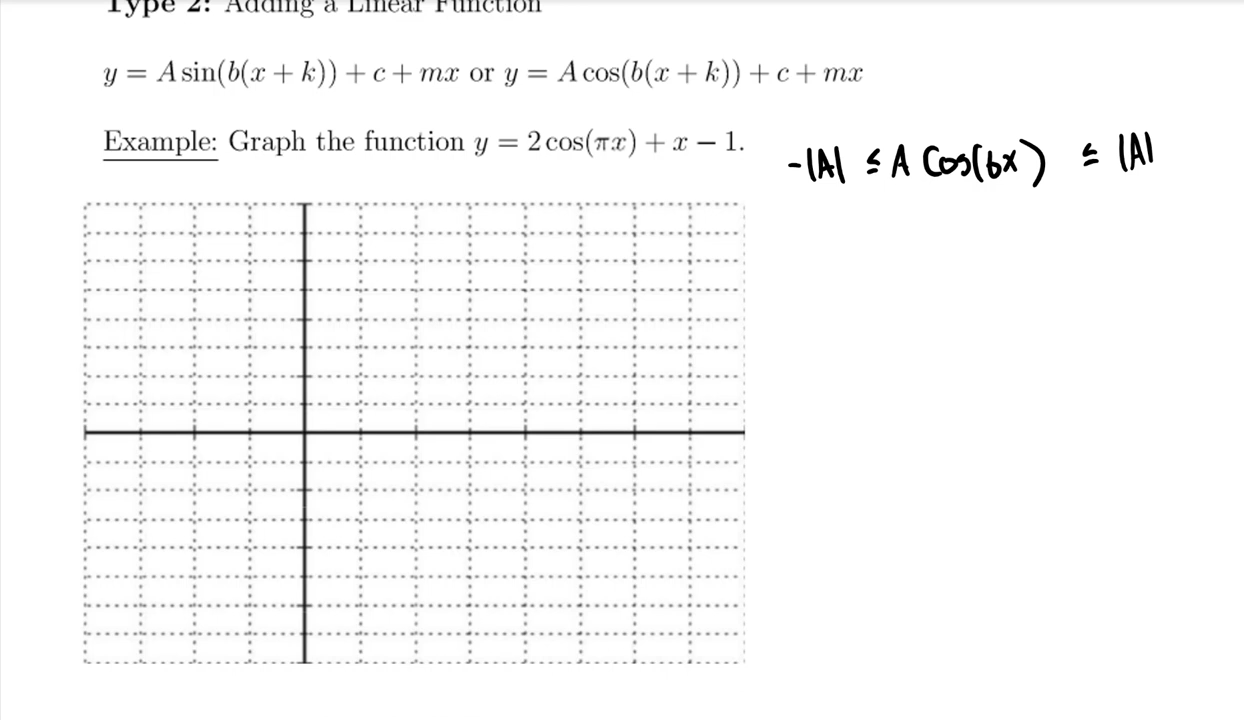 Type 2: Adding a Linear Function
y = A sin(b(x + k)) + c + mx or y = A cos(b(x + k)) + c + mx
Example: Graph the function y = 2 cos(πx) + x − 1.
-|A| ≤ A Cos(bx) ≤ |A|